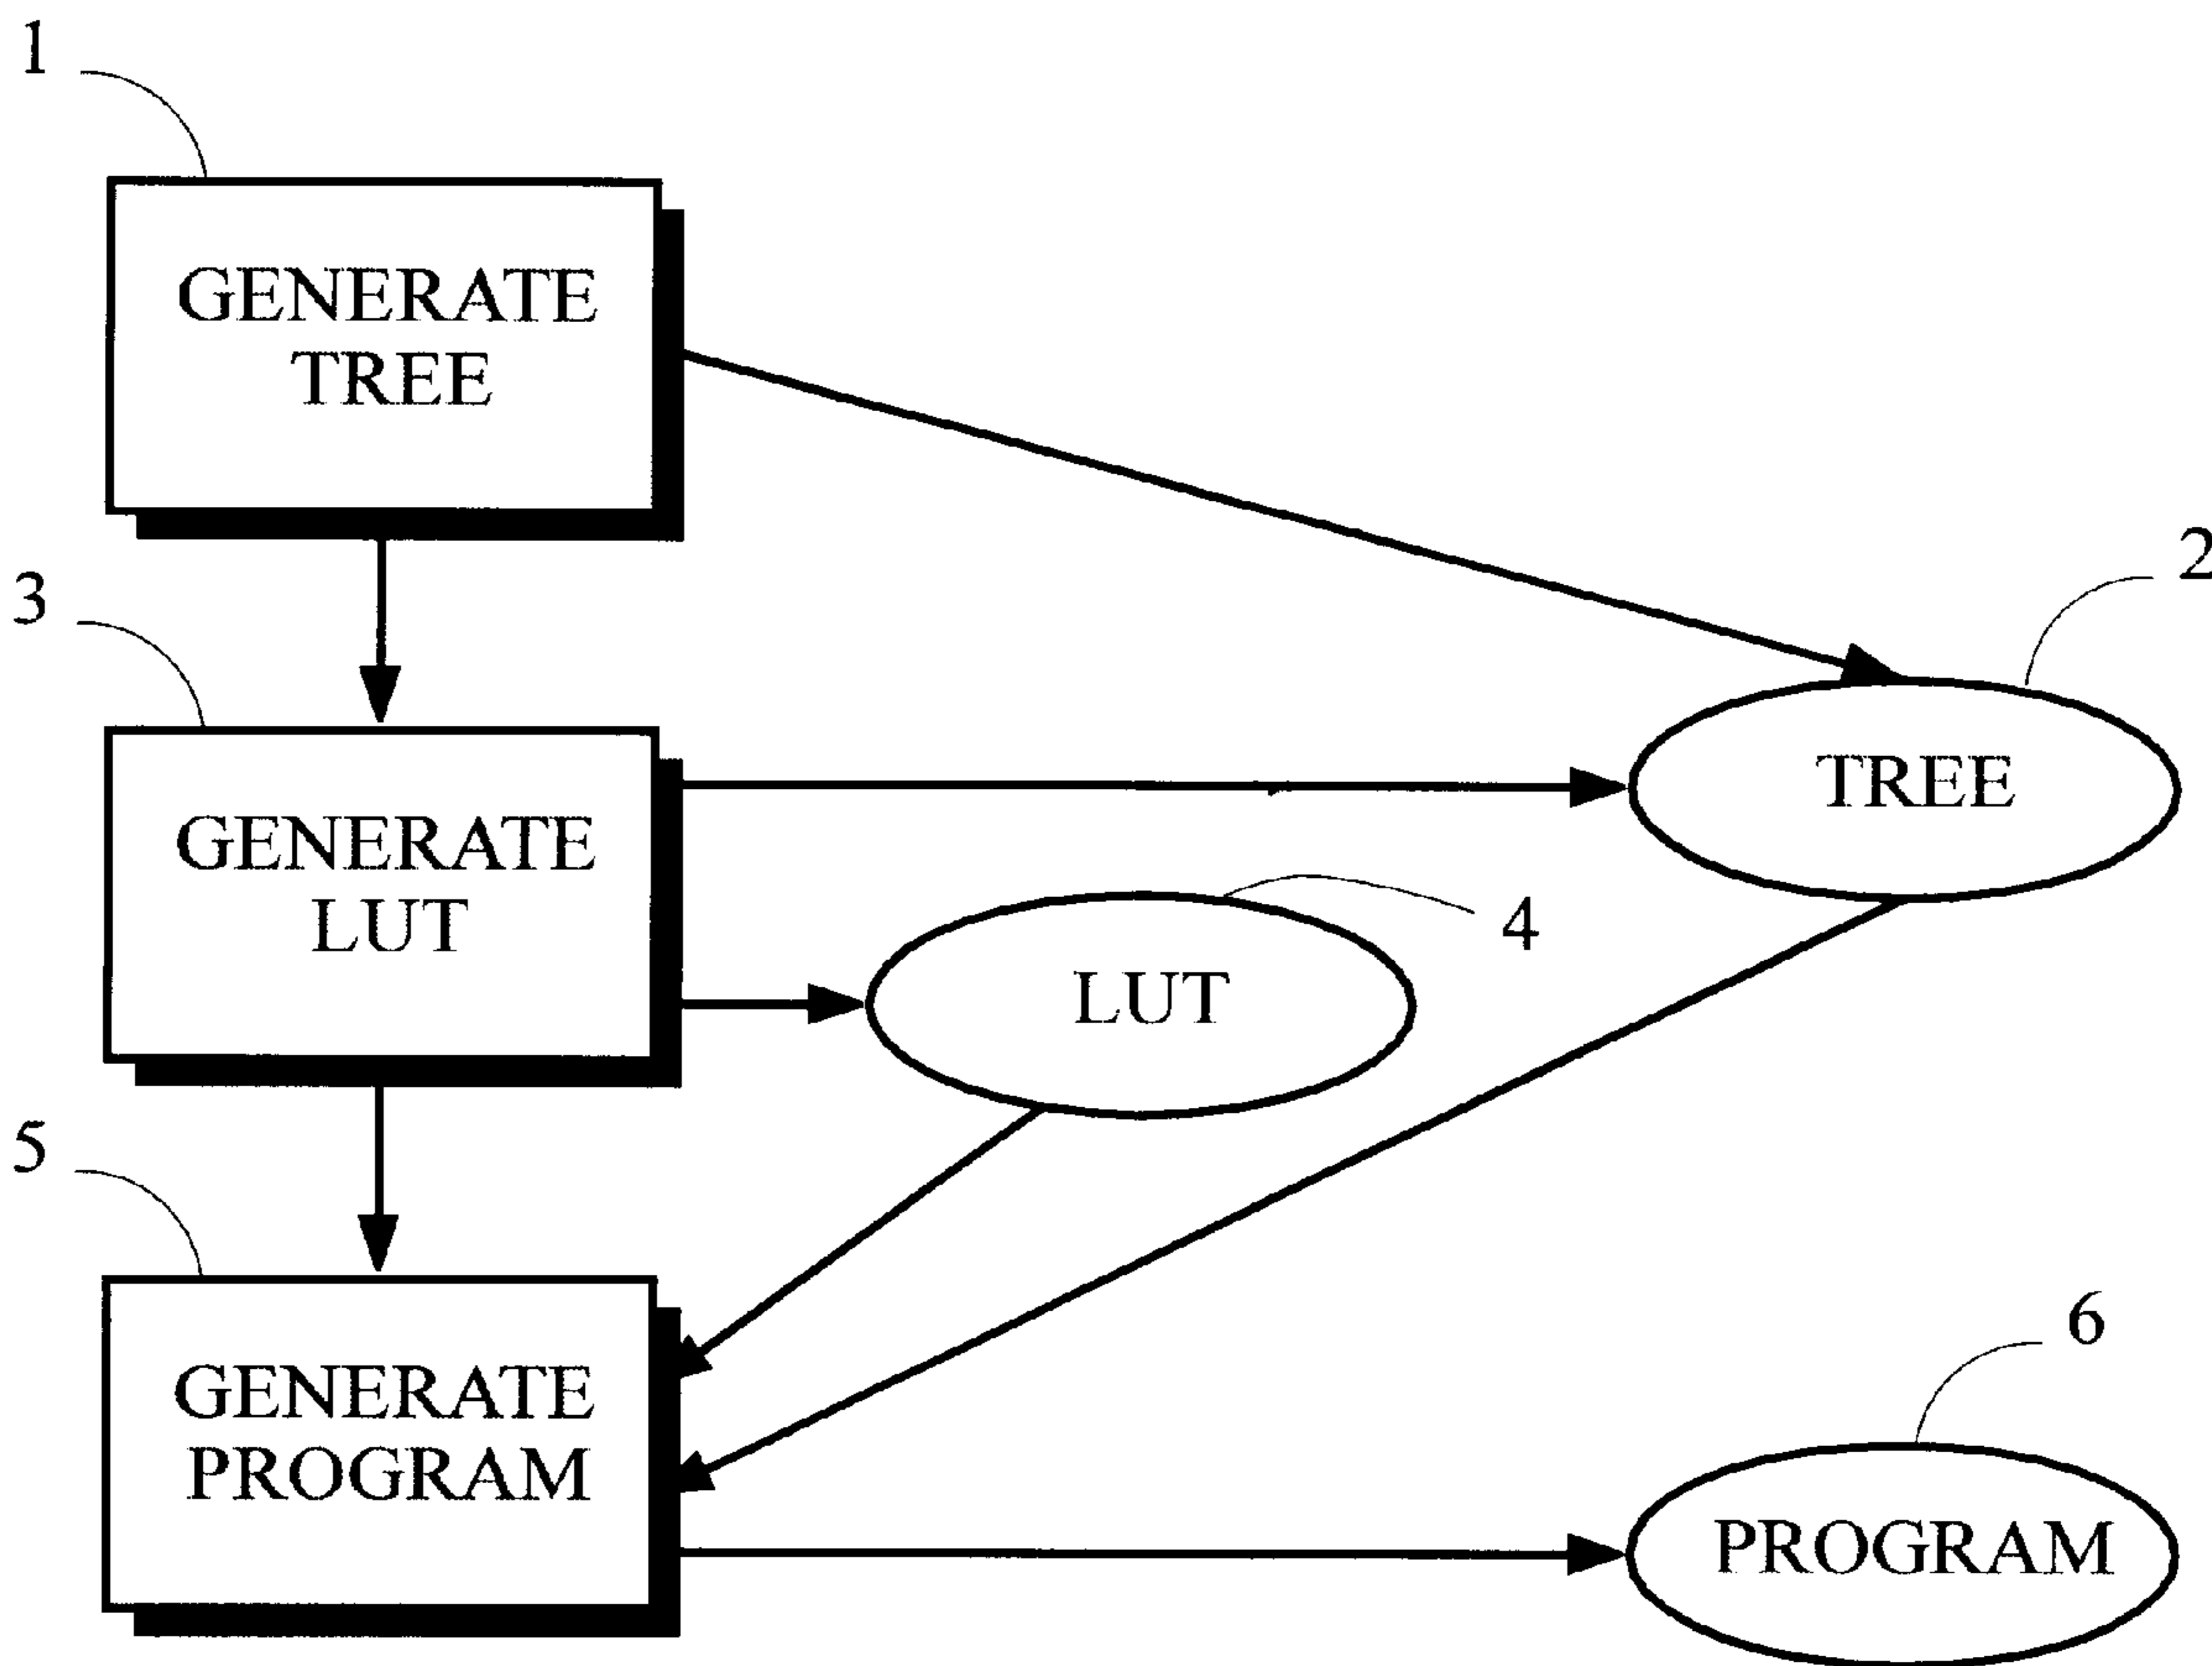 1
GENERATE
TREE
3
2
TREE
GENERATE
LUT
4
LUT
5
6
GENERATE
PROGRAM
PROGRAM